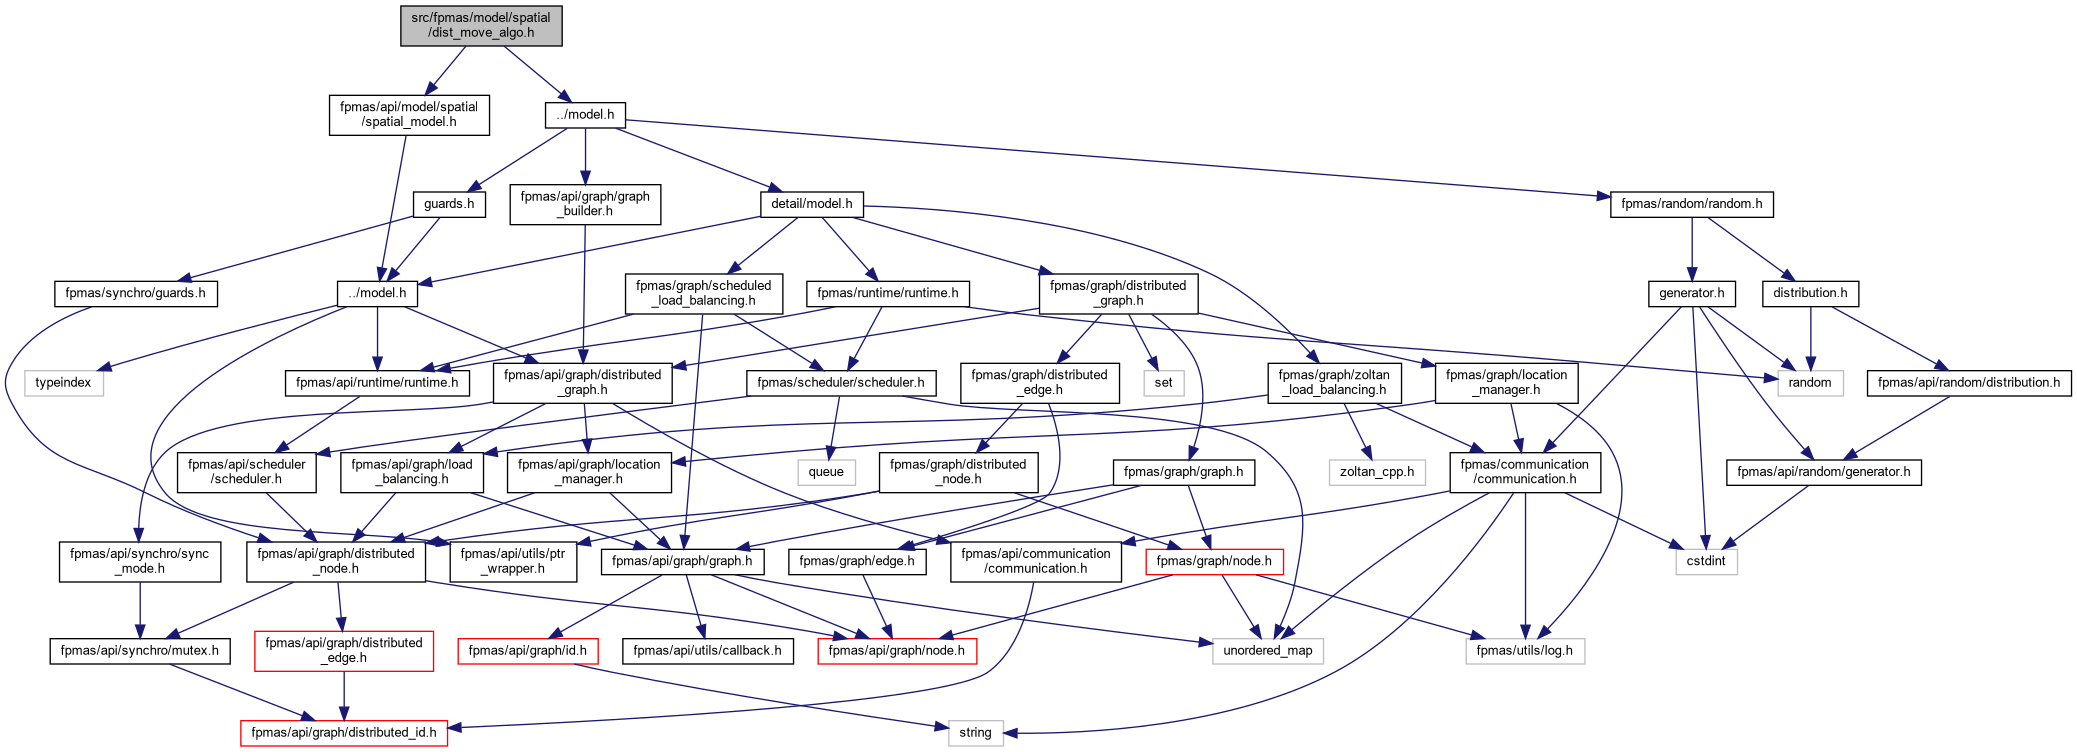 src/fpmas/model/spatial
/dist_move_algo.h
fpmas/api/model/spatial
/spatial_model.h
../model.h
guards.h
fpmas/api/graph/graph
_builder.h
detail/model.h
fpmas/random/random.h
fpmas/synchro/guards.h
../model.h
fpmas/graph/scheduled
_load_balancing.h
fpmas/runtime/runtime.h
fpmas/graph/distributed
_graph.h
generator.h
distribution.h
typeindex
fpmas/api/runtime/runtime.h
fpmas/api/graph/distributed
_graph.h
fpmas/scheduler/scheduler.h
fpmas/graph/distributed
_edge.h
set
fpmas/graph/zoltan
_load_balancing.h
fpmas/graph/location
_manager.h
random
fpmas/api/random/distribution.h
fpmas/api/scheduler
/scheduler.h
fpmas/api/graph/load
_balancing.h
fpmas/api/graph/location
_manager.h
queue
fpmas/graph/distributed
_node.h
fpmas/graph/graph.h
zoltan_cpp.h
fpmas/communication
/communication.h
fpmas/api/random/generator.h
fpmas/api/synchro/sync
_mode.h
fpmas/api/graph/distributed
_node.h
fpmas/api/utils/ptr
_wrapper.h
fpmas/api/graph/graph.h
fpmas/graph/edge.h
fpmas/api/communication
/communication.h
fpmas/graph/node.h
cstdint
fpmas/api/synchro/mutex.h
fpmas/api/graph/distributed
_edge.h
fpmas/api/graph/id.h
fpmas/api/utils/callback.h
fpmas/api/graph/node.h
unordered_map
fpmas/utils/log.h
fpmas/api/graph/distributed_id.h
string